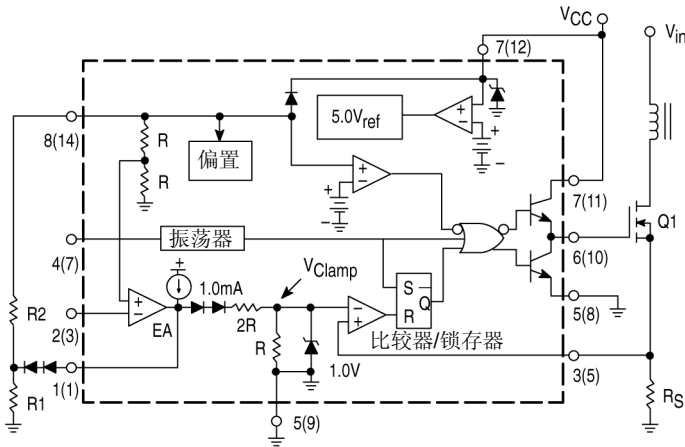 VCC
Vin
7(12)
5.0Vref
+
−
+
−
8(14)
R
偏置
R
+
−
+
−
7(11)
Q1
振荡器
4(7)
6(10)
+
1.0mA
VClamp
S
Q
R
R2
2(3)
+
−
EA
2R
−
+
5(8)
R
比较器/锁存器
1.0V
1(1)
3(5)
R1
5(9)
RS